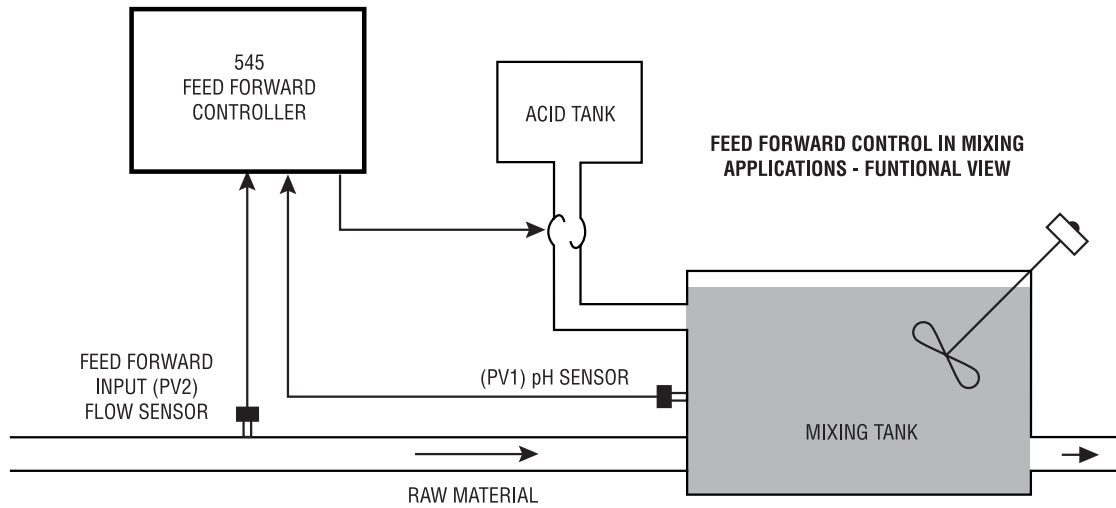 545
FEED FORWARD
CONTROLLER
ACID TANK
FEED FORWARD CONTROL IN MIXING
APPLICATIONS - FUNTIONAL VIEW
FEED FORWARD
INPUT (PV2)
FLOW SENSOR
(PV1) pH SENSOR
MIXING TANK
RAW MATERIAL